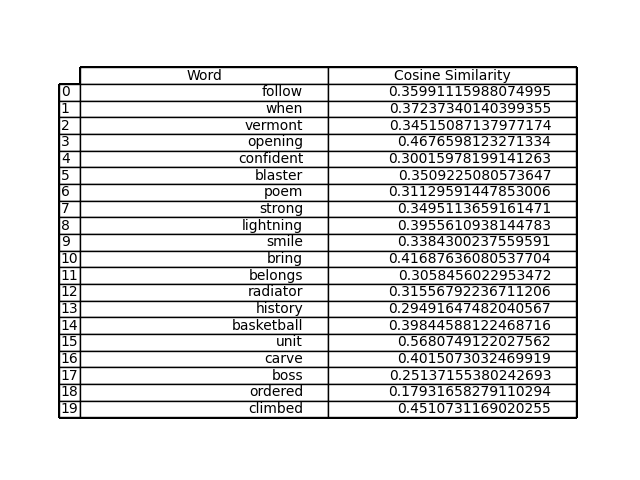 Word Cosine Similarity
0 follow 0.35991115988074995
1 when 0.37237340140399355
2 vermont 0.34515087137977174
3 opening 0.4676598123271334
4 confident 0.30015978199141263
5 blaster 0.3509225080573647
6 poem 0.31129591447853006
7 strong 0.3495113659161471
8 lightning 0.3955610938144783
9 smile 0.3384300237559591
10 bring 0.41687636080537704
11 belongs 0.3058456022953472
12 radiator 0.31556792236711206
13 history 0.29491647482040567
14 basketball 0.39844588122468716
15 unit 0.5680749122027562
16 carve 0.4015073032469919
17 boss 0.25137155380242693
18 ordered 0.17931658279110294
19 climbed 0.4510731169020255